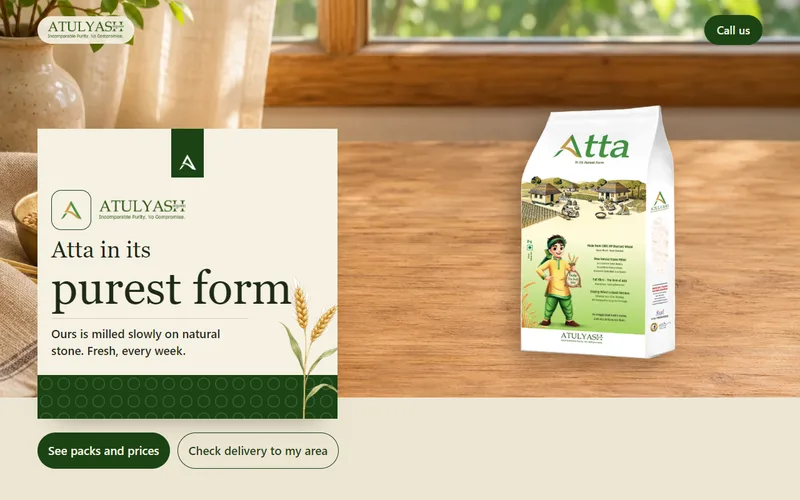 ATULYASH
Incomparable Purity. No Compromise.
Call us
ATULYASH
Incomparable Purity. No Compromise.
Atta in its
purest form
Ours is milled slowly on natural
stone. Fresh, every week.
See packs and prices
Check delivery to my area
Atta
ATULYASH
ATULYASH